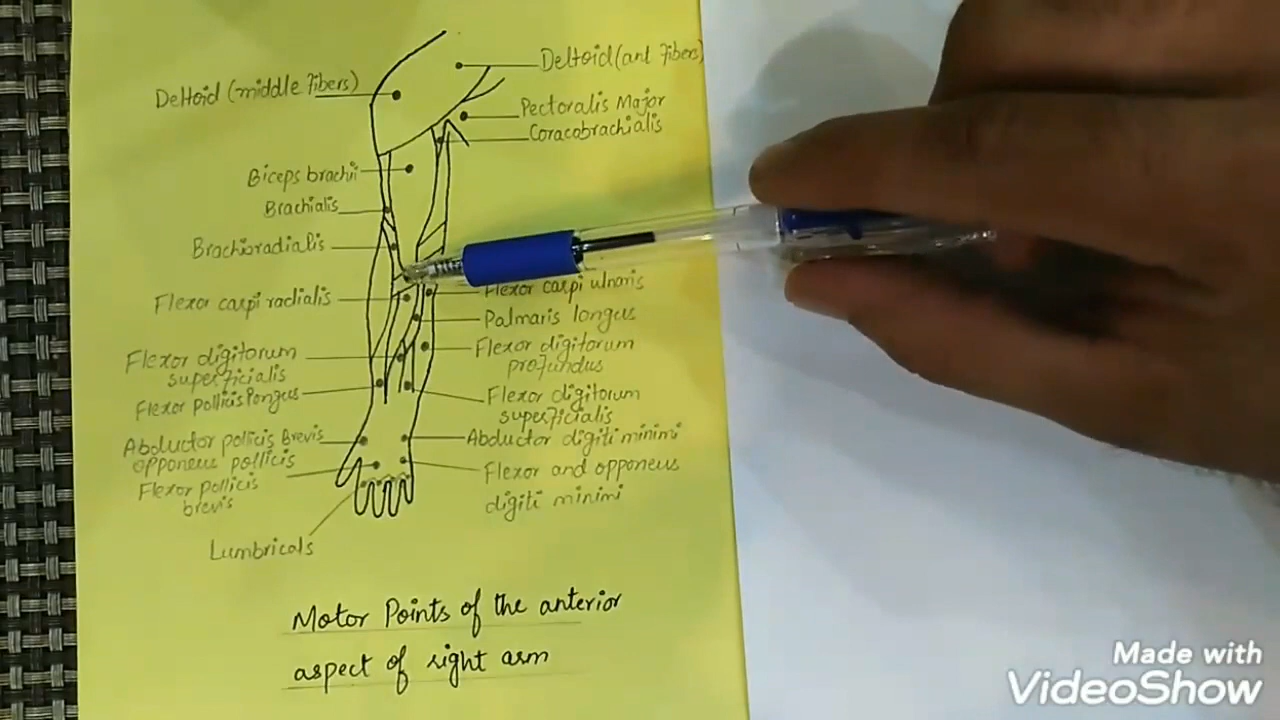 Deltoid (ant fibers)
Deltoid (middle fibers)
Pectoralis Major
Coracobrachialis
Biceps brachii
Brachialis
Brachioradialis
Flexor carpi radialis
Flexor carpi ulnaris
Palmaris longus
Flexor digitorum
superficialis
Flexor digitorum
profundus
Flexor pollicis longus
Flexor digitorum
superficialis
Abductor pollicis Brevis
opponeus pollicis
Abductor digiti minimi
Flexor pollicis
brevis
Flexor and opponeus
digiti minimi
Lumbricals
Motor Points of the anterior
aspect of right arm
Made with
VideoShow